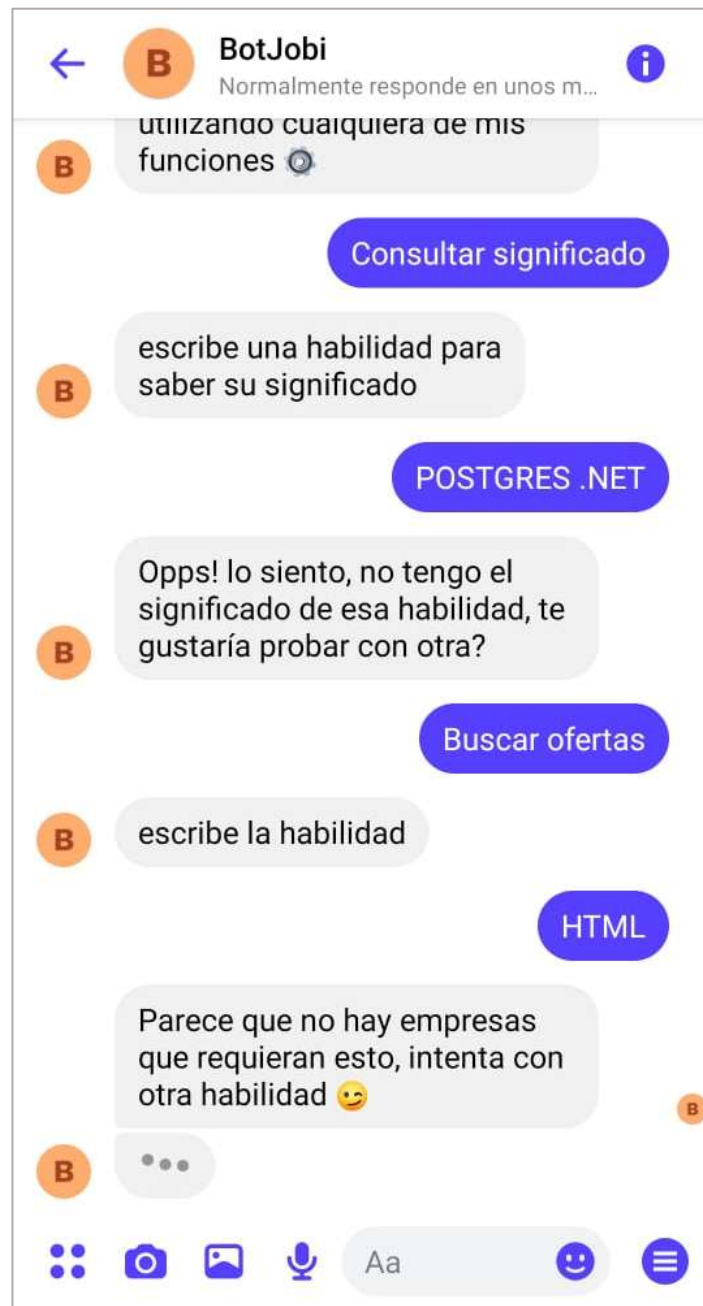 B
BotJobi
Normalmente responde en unos m...
utilizando cualquiera de mis
funciones ⚙️
B
Consultar significado
escribe una habilidad para
saber su significado
B
POSTGRES .NET
Opps! lo siento, no tengo el
significado de esa habilidad, te
gustaría probar con otra?
B
Buscar ofertas
escribe la habilidad
B
HTML
Parece que no hay empresas
que requieran esto, intenta con
otra habilidad 😉
B
B
Aa